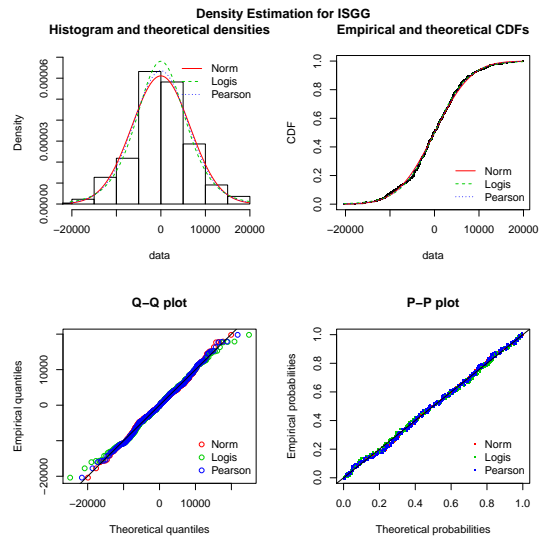 Density Estimation for ISGG
Histogram and theoretical densities
Density
0.00000
0.00003
0.00006
Norm
Logis
Pearson
−20000
0
10000
20000
data
Empirical and theoretical CDFs
CDF
0.0
0.2
0.4
0.6
0.8
1.0
Norm
Logis
Pearson
−20000
0
10000
20000
data
Q−Q plot
Empirical quantiles
−20000
0
10000
Norm
Logis
Pearson
−20000
0
10000
Theoretical quantiles
P−P plot
Empirical probabilities
0.0
0.2
0.4
0.6
0.8
1.0
Norm
Logis
Pearson
0.0
0.2
0.4
0.6
0.8
1.0
Theoretical probabilities